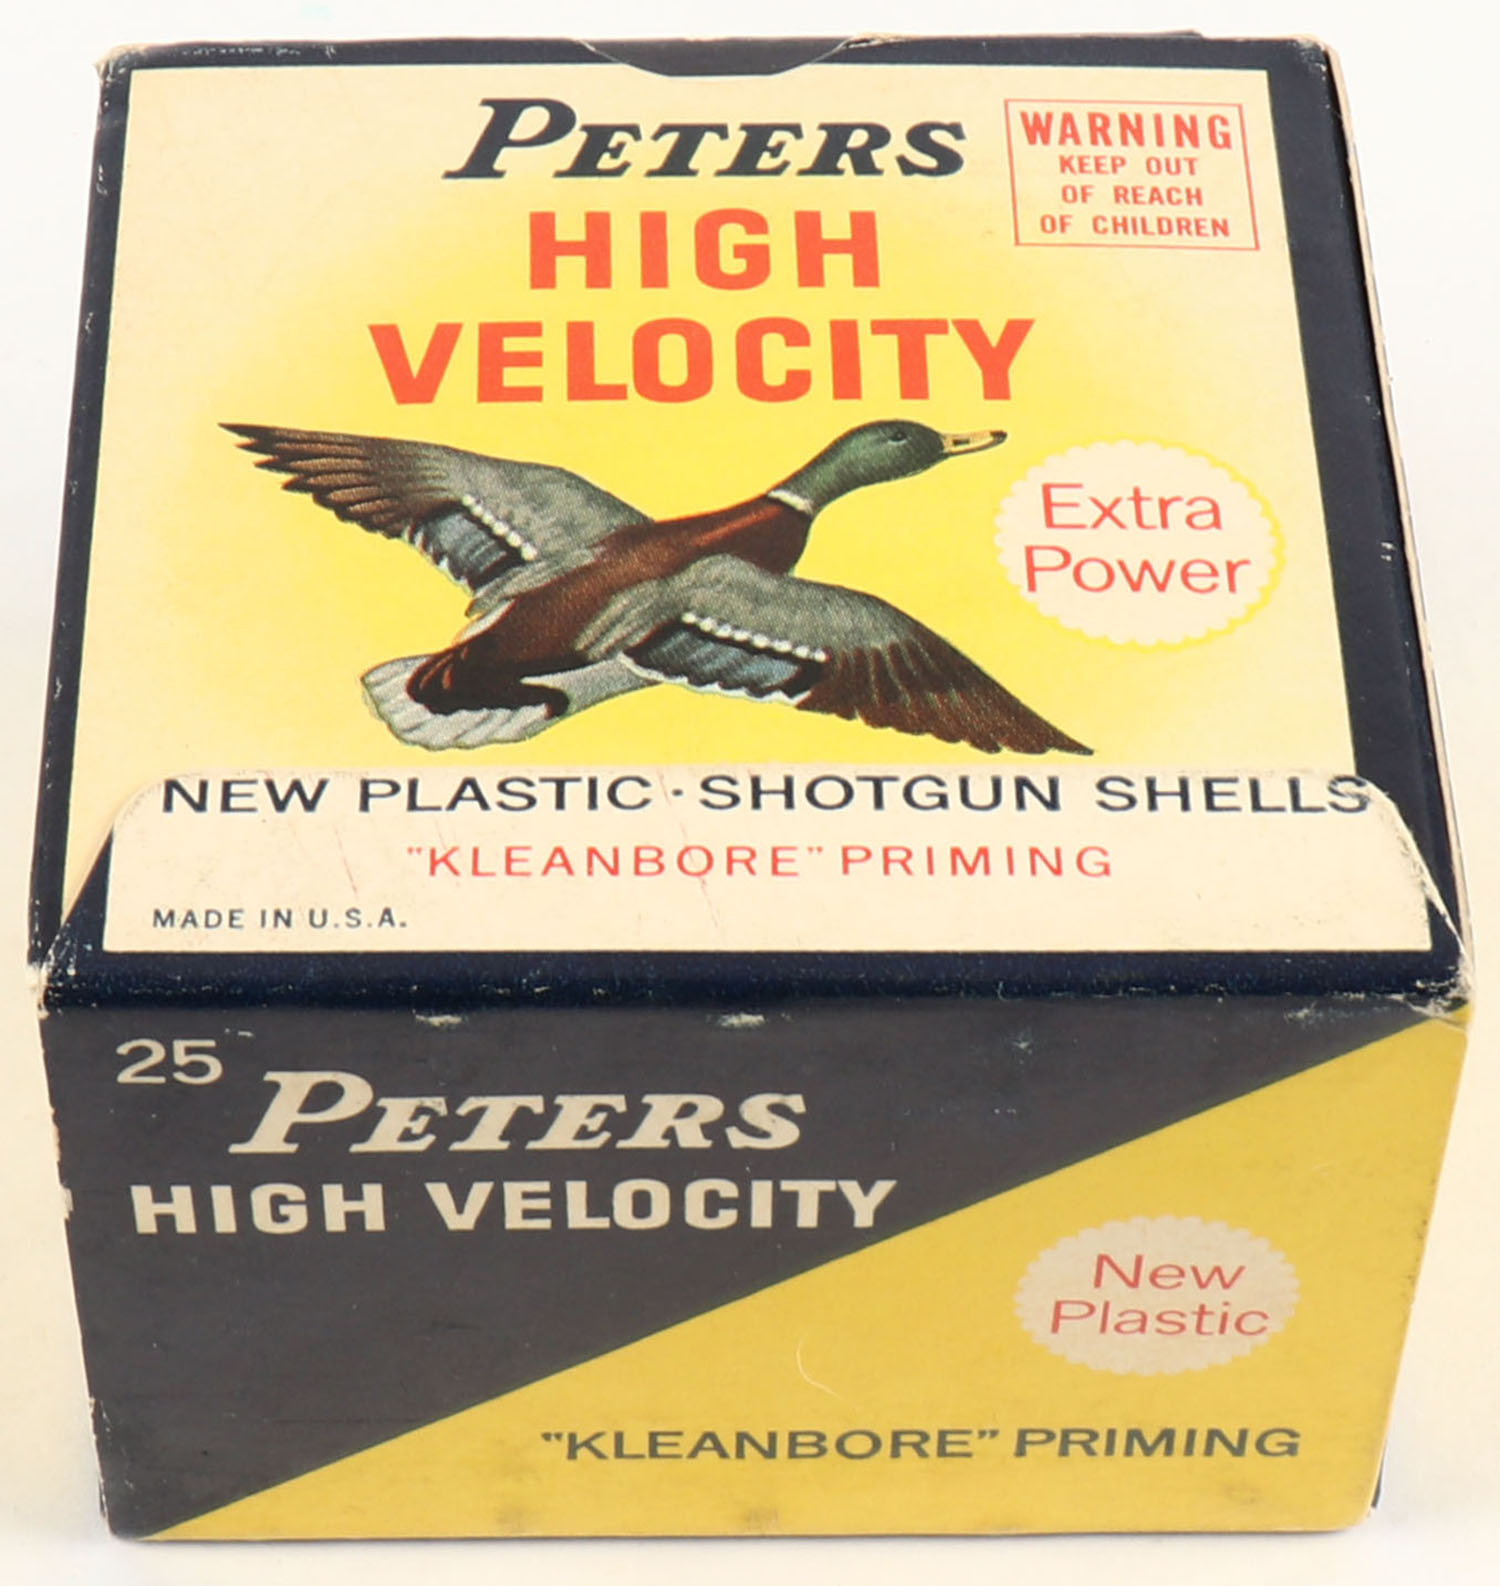 PETERS
HIGH
VELOCITY
WARNING
KEEP OUT
OF REACH
OF CHILDREN
Extra
Power
NEW PLASTIC · SHOTGUN SHELLS
"KLEANBORE" PRIMING
MADE IN U.S.A.
25
PETERS
HIGH VELOCITY
New
Plastic
"KLEANBORE" PRIMING